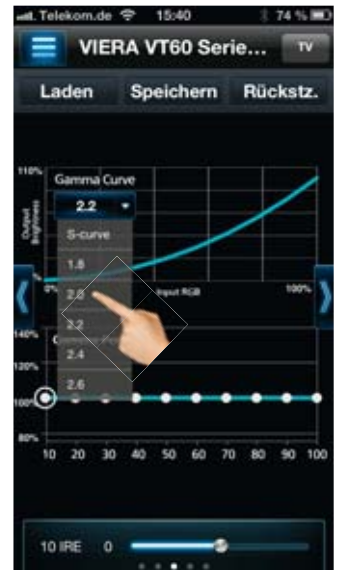 Telekom.de 15:40 74 %
VIERA VT60 Serie... TV
Laden Speichern Rückstz.
110%
Gamma Curve
2.2
Output
Brightness
S-curve
1.8
0% Input RGB 100%
2.0
140%
2.2
120%
2.4
100%
2.6
80%
10 20 30 40 50 60 70 80 90 100
10 IRE 0